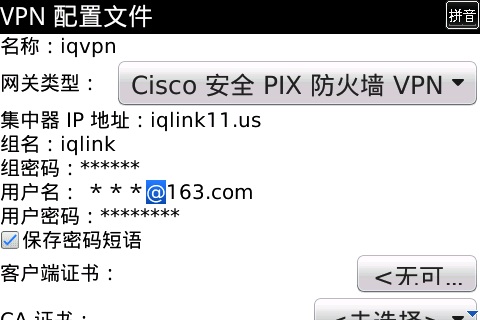 VPN 配置文件 拼音
名称：iqvpn
网关类型： Cisco 安全 PIX 防火墙 VPN
集中器 IP 地址：iqlink11.us
组名：iqlink
组密码：******
用户名： ＊＊＊@163.com
用户密码：********
保存密码短语
客户端证书： <无可...
CA 证书： <未选择>